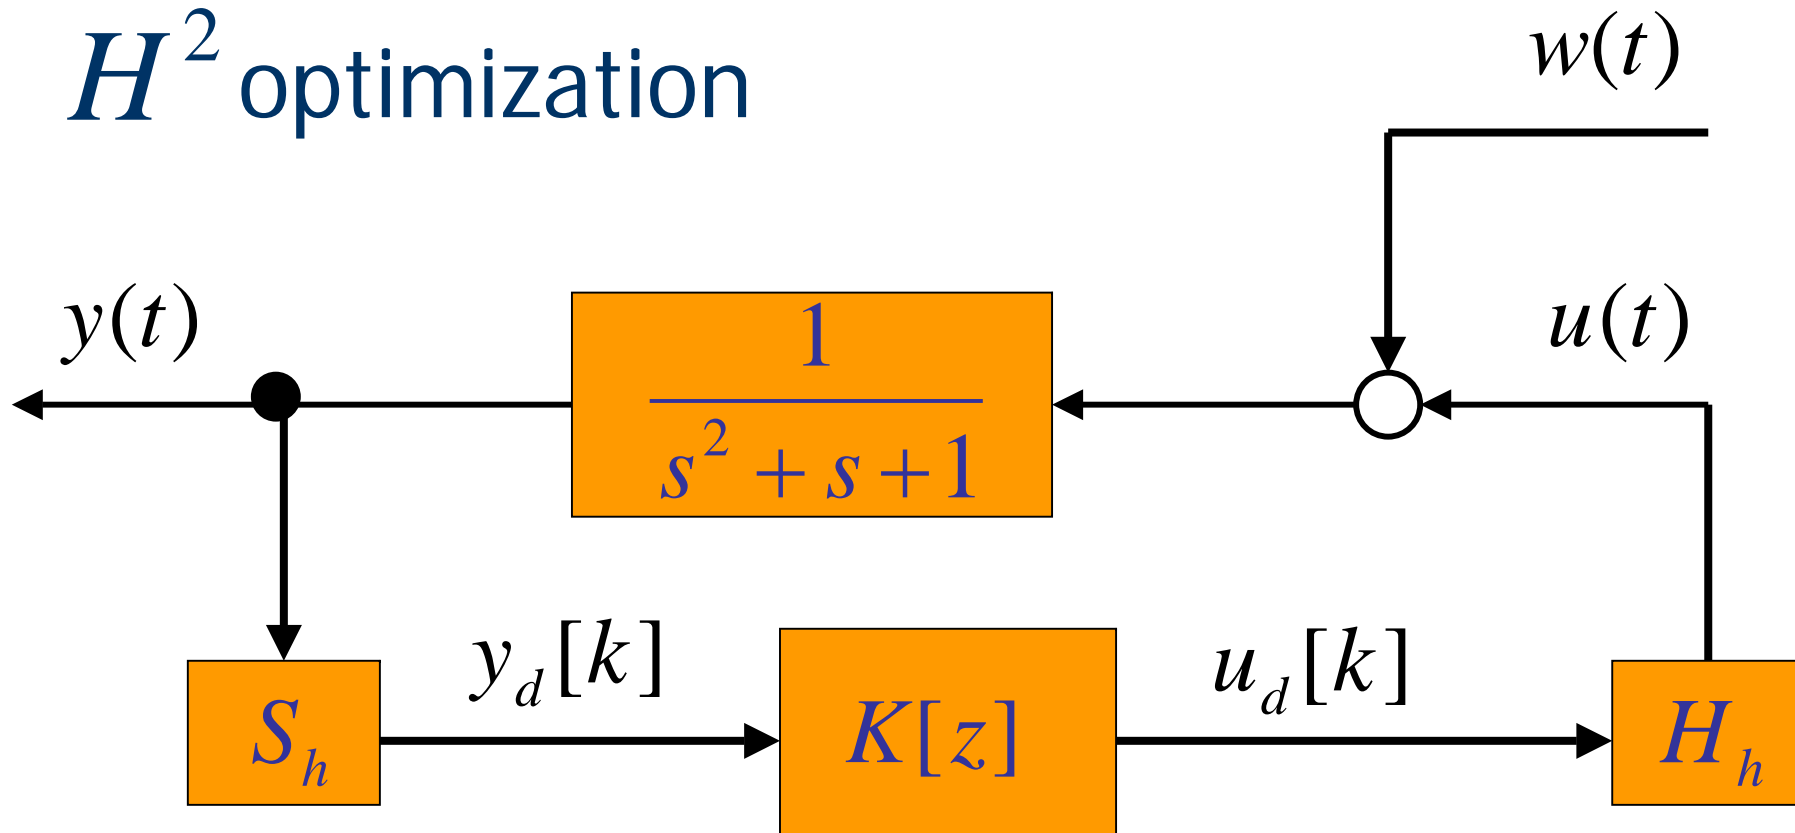 H² optimization
w(t)
y(t)
1
s² + s + 1
u(t)
S_h
y_d[k]
K[z]
u_d[k]
H_h